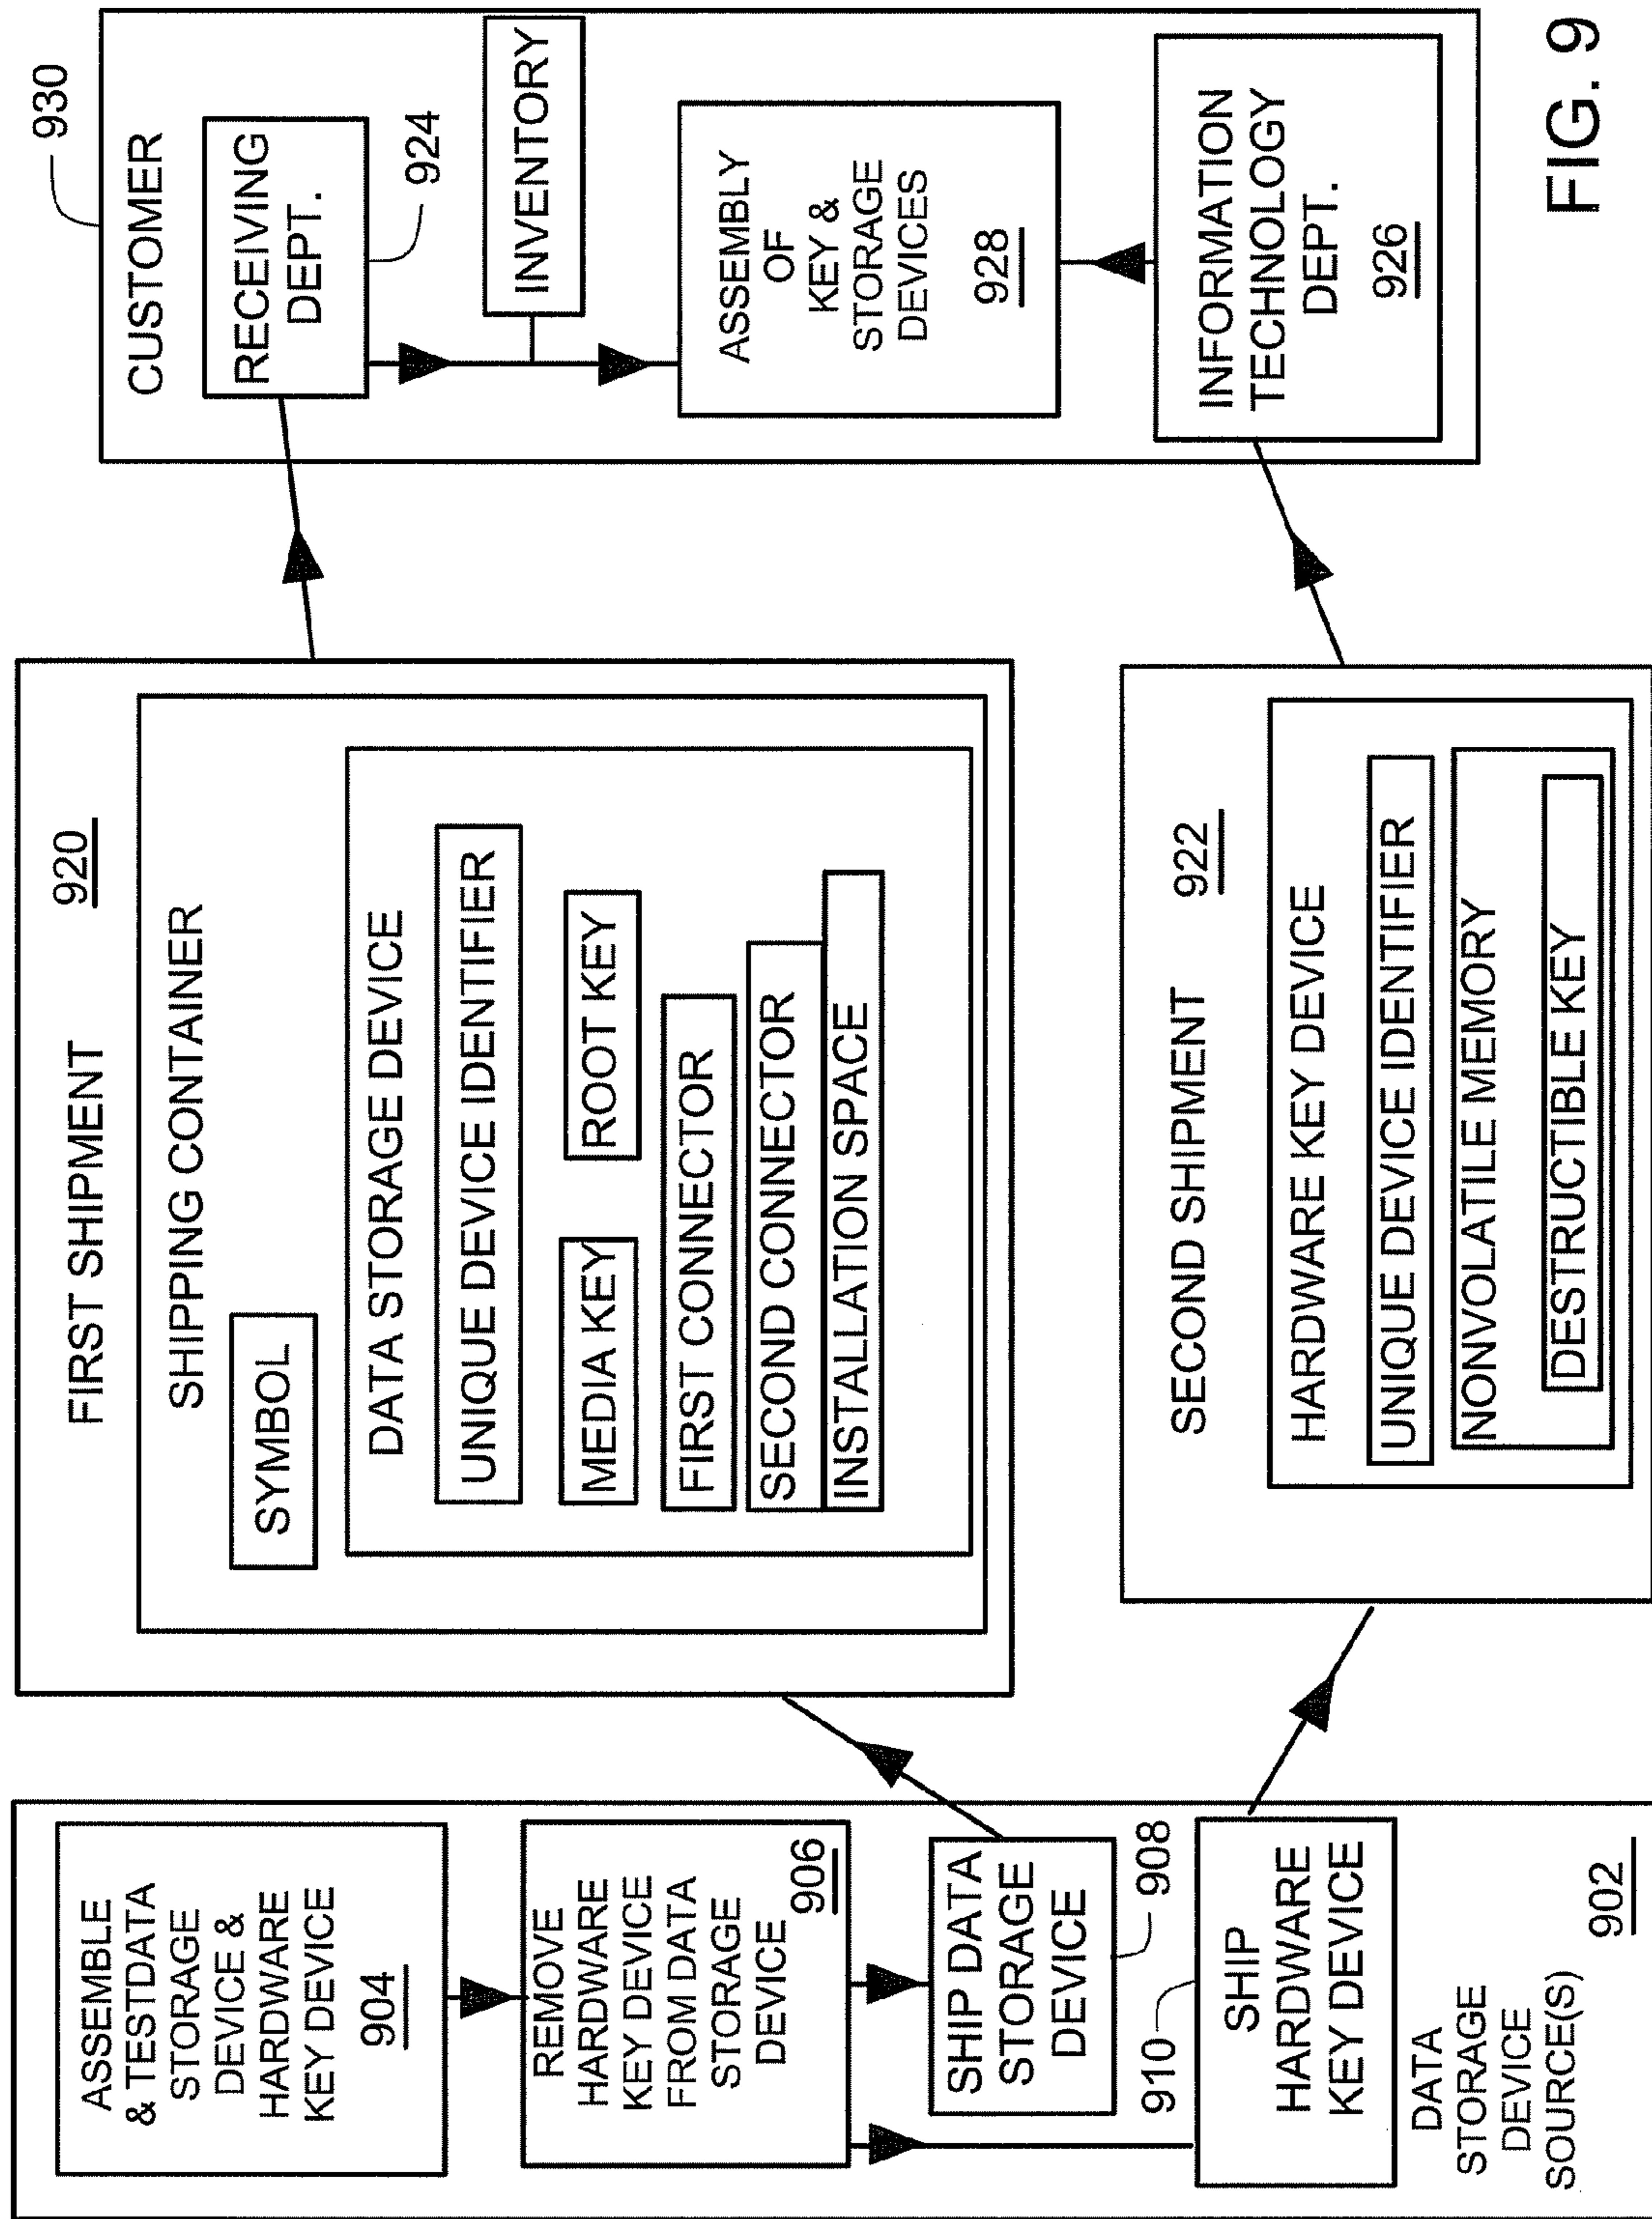 ASSEMBLE
& TESTDATA
STORAGE
DEVICE &
HARDWARE
KEY DEVICE
904
REMOVE
HARDWARE
KEY DEVICE
FROM DATA
STORAGE
DEVICE
906
SHIP DATA
STORAGE
DEVICE
908
910
SHIP
HARDWARE
KEY DEVICE
DATA
STORAGE
DEVICE
SOURCE(S)
902
FIRST SHIPMENT
920
SHIPPING CONTAINER
SYMBOL
DATA STORAGE DEVICE
UNIQUE DEVICE IDENTIFIER
MEDIA KEY
ROOT KEY
FIRST CONNECTOR
SECOND CONNECTOR
INSTALLATION SPACE
SECOND SHIPMENT
922
HARDWARE KEY DEVICE
UNIQUE DEVICE IDENTIFIER
NONVOLATILE MEMORY
DESTRUCTIBLE KEY
930
CUSTOMER
RECEIVING
DEPT.
924
INVENTORY
ASSEMBLY
OF
KEY &
STORAGE
DEVICES
928
INFORMATION
TECHNOLOGY
DEPT.
926
FIG. 9